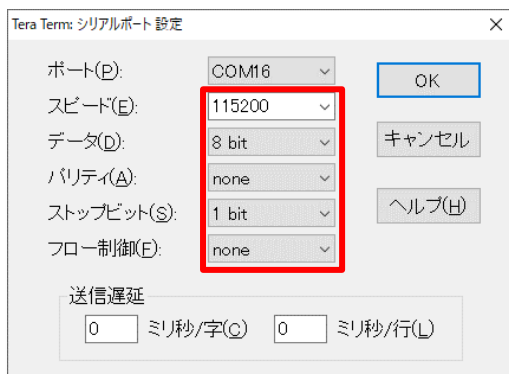 Tera Term: シリアルポート 設定
ポート(P): COM16
スピード(E): 115200
データ(D): 8 bit
パリティ(A): none
ストップビット(S): 1 bit
フロー制御(F): none
OK
キャンセル
ヘルプ(H)
送信遅延
0 ミリ秒/字(C) 0 ミリ秒/行(L)